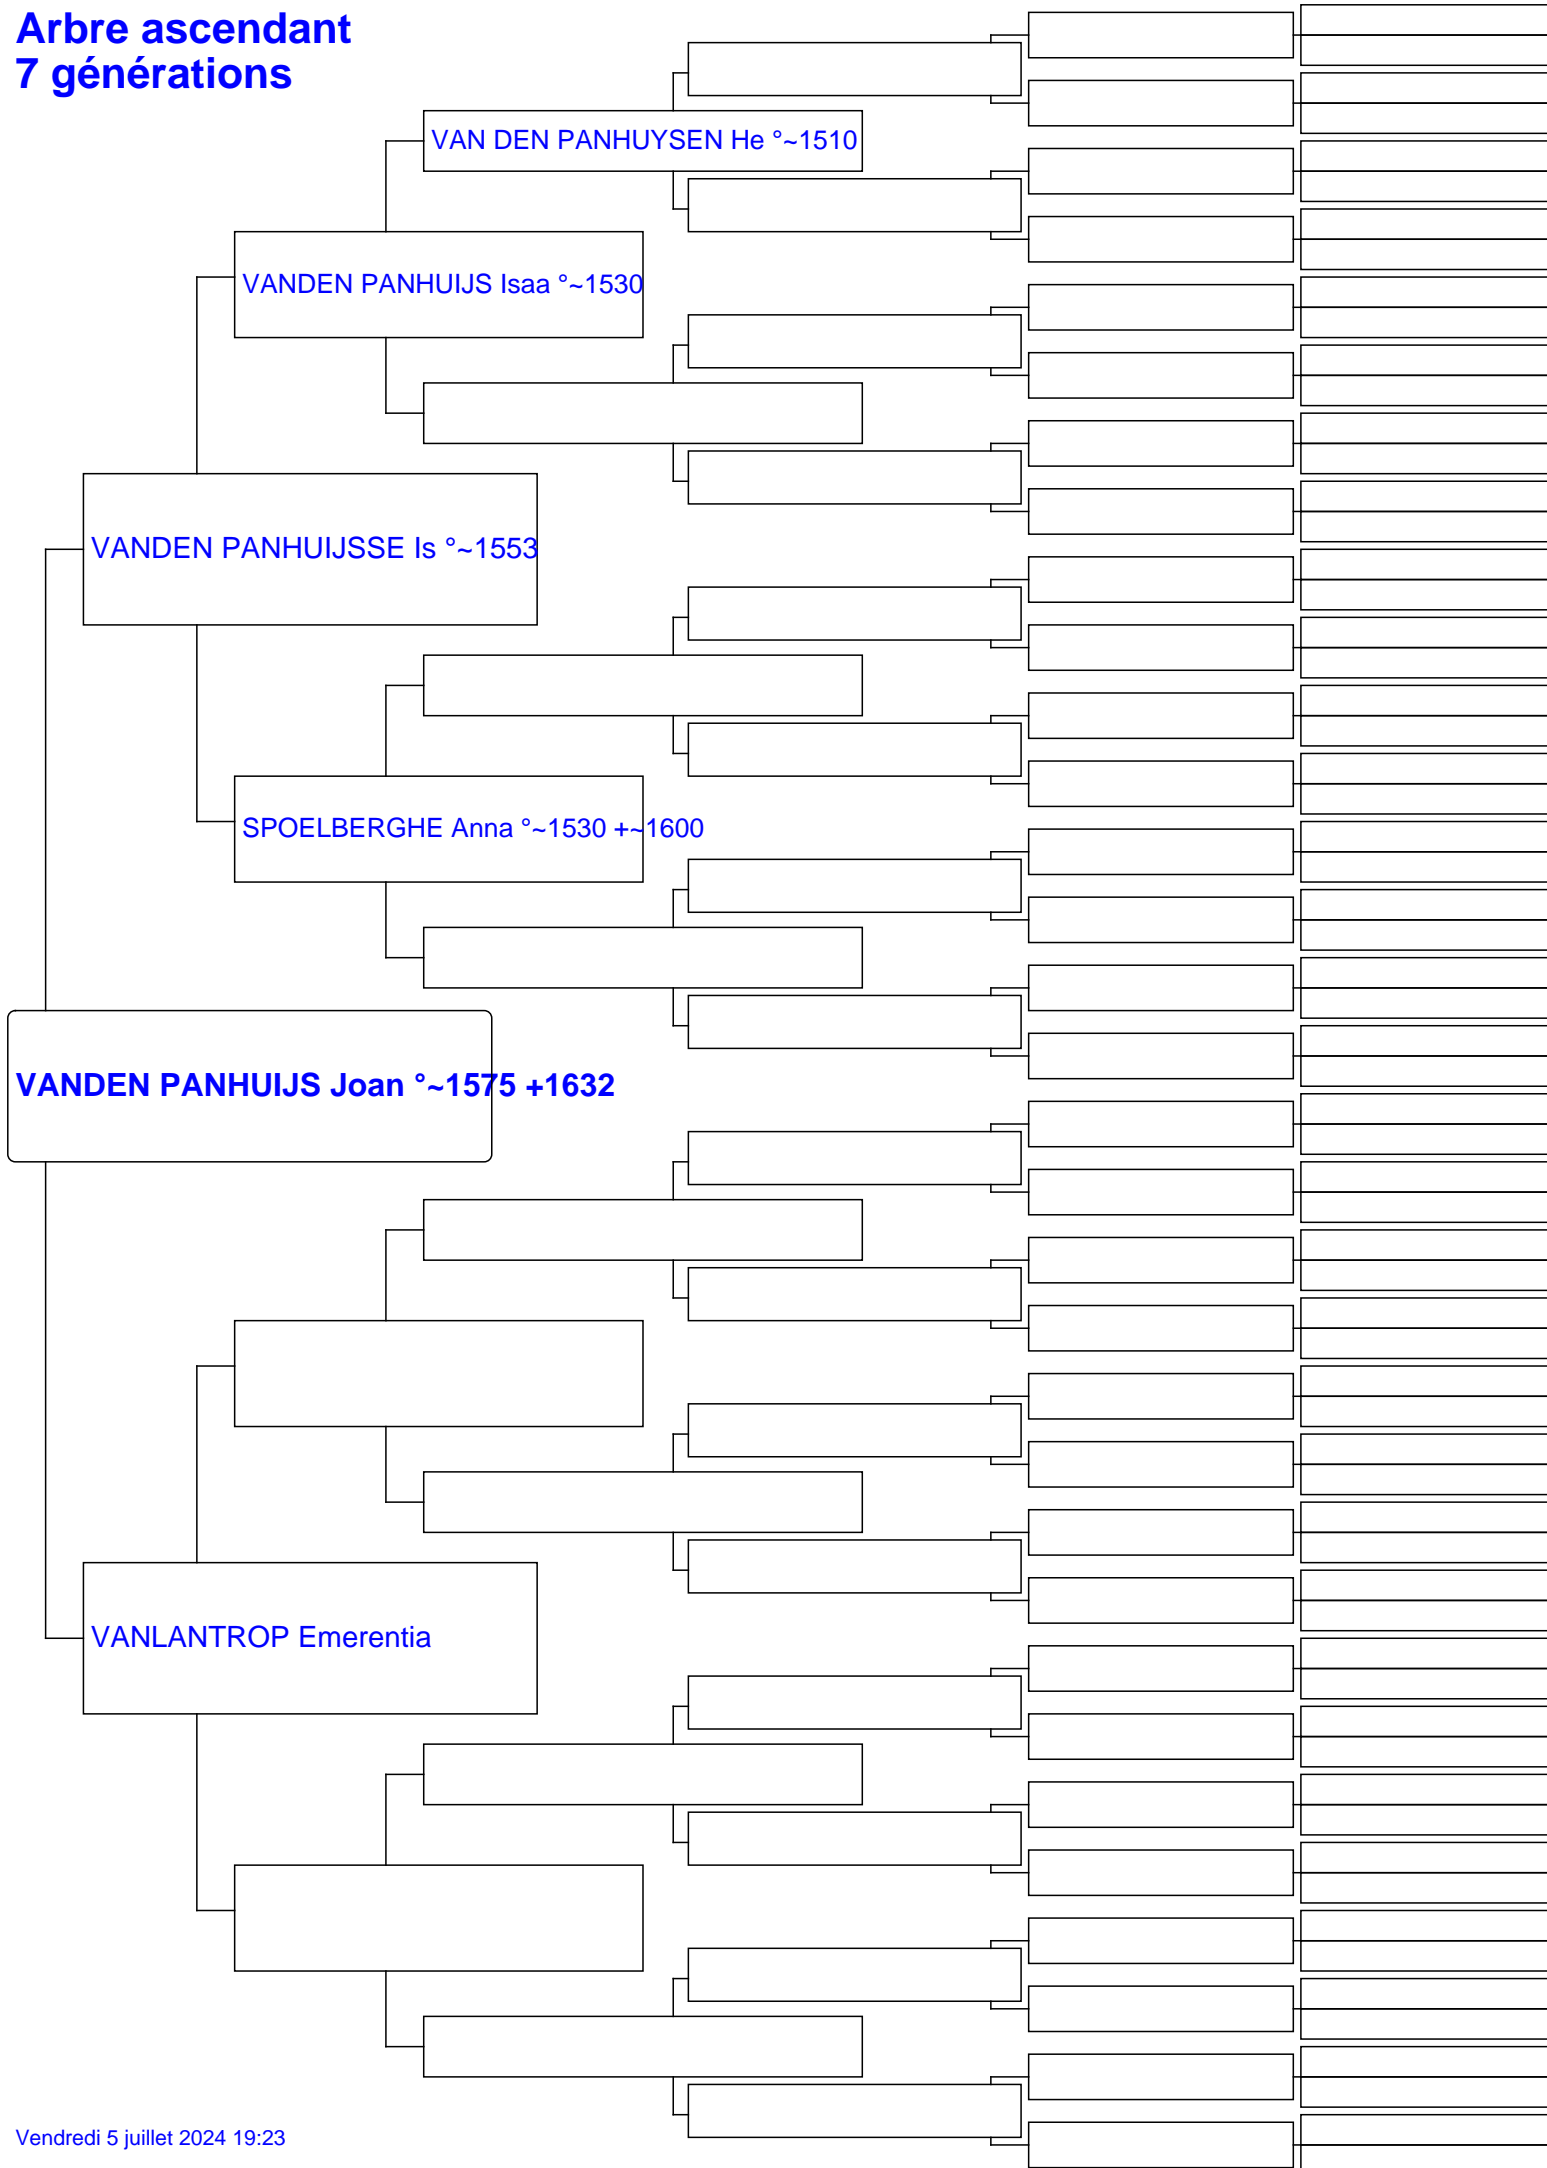 Arbre ascendant
7 générations
VAN DEN PANHUYSEN He °~1510
VANDEN PANHUIJS Isaa °~1530
VANDEN PANHUIJSSE Is °~1553
SPOELBERGHE Anna °~1530 +~1600
VANDEN PANHUIJS Joan °~1575 +1632
VANLANTROP Emerentia
Vendredi 5 juillet 2024 19:23